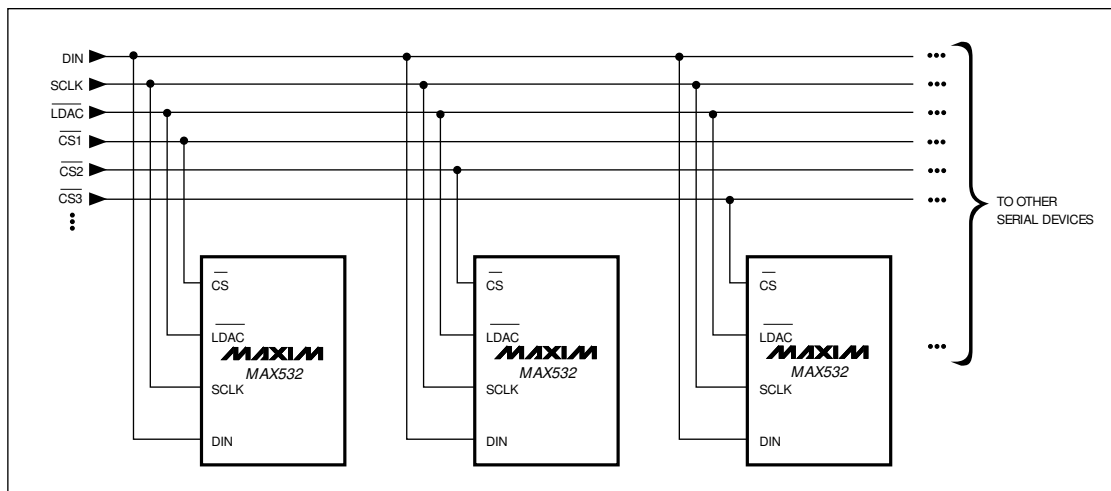 DIN
SCLK
LDAC
CS1
CS2
CS3
TO OTHER
SERIAL DEVICES
CS
LDAC
MAXIM
MAX532
SCLK
DIN
CS
LDAC
MAXIM
MAX532
SCLK
DIN
CS
LDAC
MAXIM
MAX532
SCLK
DIN